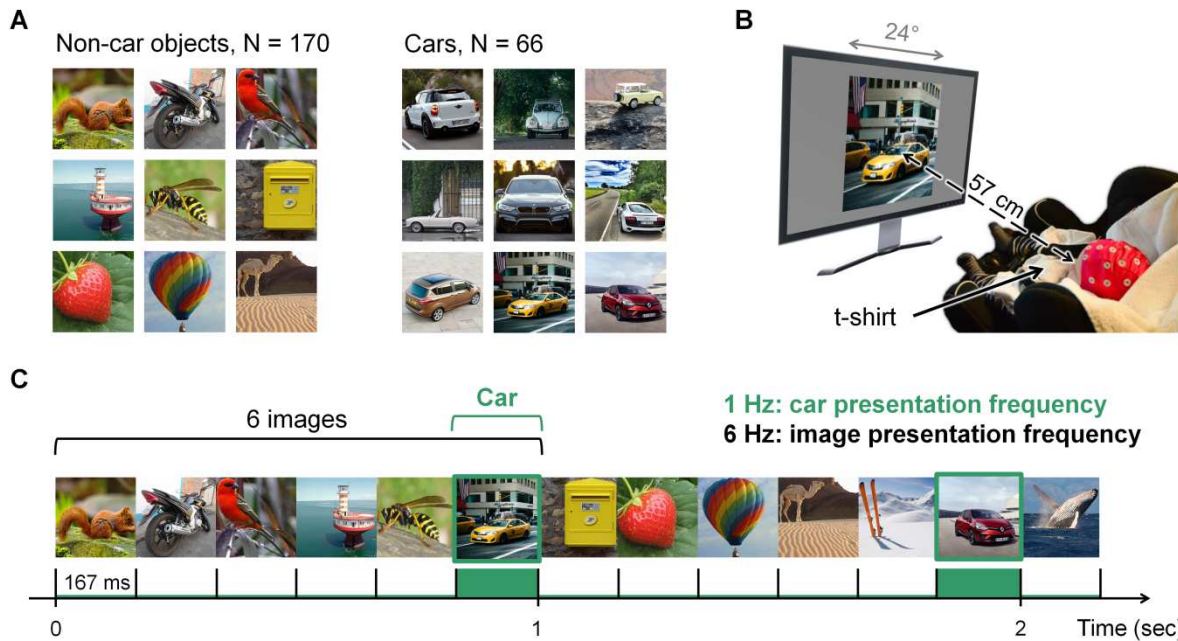 A
Non-car objects, N = 170
Cars, N = 66
B
24°
57 cm
t-shirt
C
6 images
Car
1 Hz: car presentation frequency
6 Hz: image presentation frequency
167 ms
0
1
2
Time (sec)